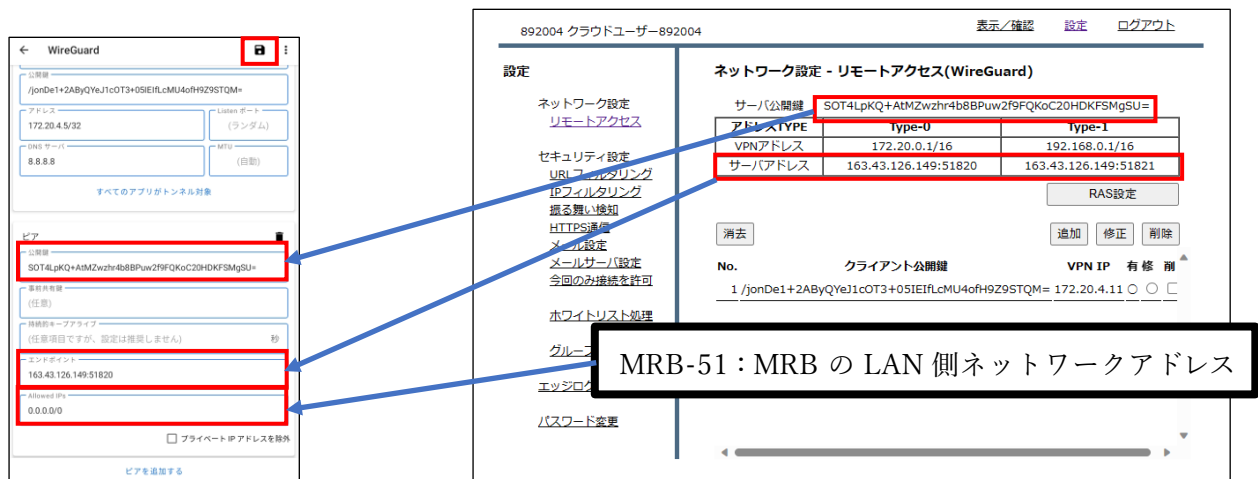 ← WireGuard
公開鍵
/jonDe1+2AByQYeJ1cOT3+05IEIfLcMU4ofH9Z9STQM=
アドレス
Listen ポート
172.20.4.5/32
(ランダム)
DNS サーバ
MTU
8.8.8.8
(自動)
すべてのアプリがトンネル対象
ピア
公開鍵
SOT4LpKQ+AtMZwzhr4b8BPuw2f9FQKoC20HDKFSMgSU=
事前共有鍵
(任意)
持続的キープアライブ
(任意項目ですが、設定は推奨しません)
秒
エンドポイント
163.43.126.149:51820
Allowed IPs
0.0.0.0/0
プライベート IP アドレスを除外
ピアを追加する
892004 クラウドユーザー892004
表示／確認 設定 ログアウト
設定
ネットワーク設定
リモートアクセス
セキュリティ設定
URLフィルタリング
IPフィルタリング
振る舞い検知
HTTPS通信
メール設定
メールサーバ設定
今回のみ接続を許可
ホワイトリスト処理
グループ
エッジログ
パスワード変更
ネットワーク設定 - リモートアクセス(WireGuard)
サーバ公開鍵 SOT4LpKQ+AtMZwzhr4b8BPuw2f9FQKoC20HDKFSMgSU=
アドレスTYPE Type-0 Type-1
VPNアドレス 172.20.0.1/16 192.168.0.1/16
サーバアドレス 163.43.126.149:51820 163.43.126.149:51821
RAS設定
消去 追加 修正 削除
No. クライアント公開鍵 VPN IP 有 修 削
1 /jonDe1+2AByQYeJ1cOT3+05IEIfLcMU4ofH9Z9STQM= 172.20.4.11
MRB-51：MRB の LAN 側ネットワークアドレス